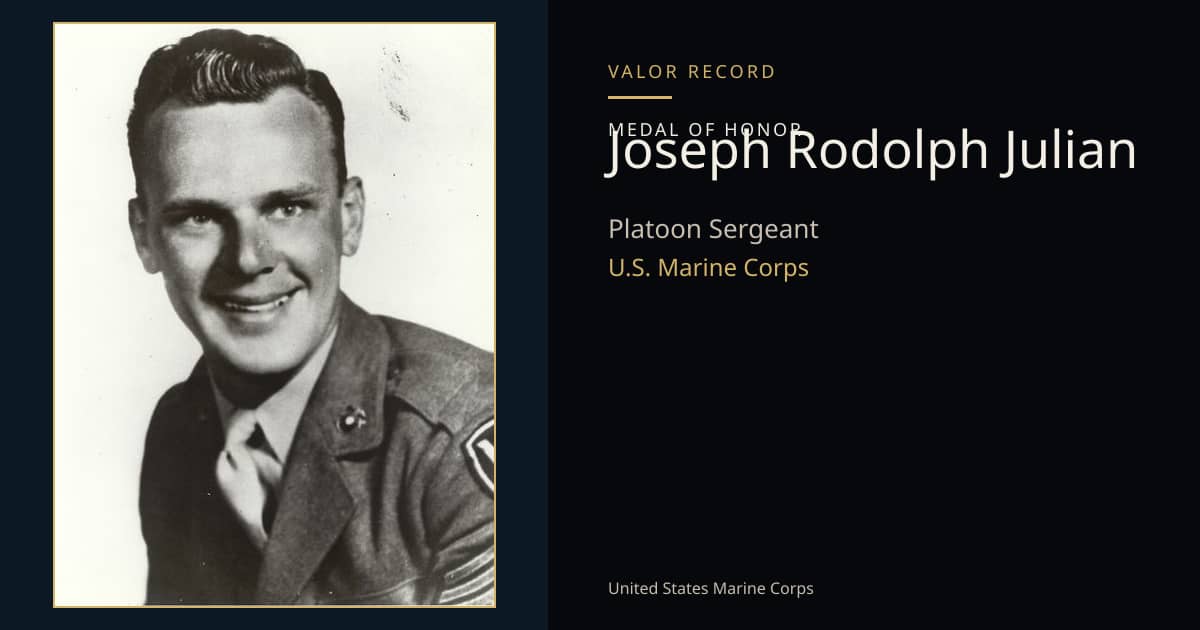 VALOR RECORD
MEDAL OF HONOR
Joseph Rodolph Julian
Platoon Sergeant
U.S. Marine Corps
United States Marine Corps